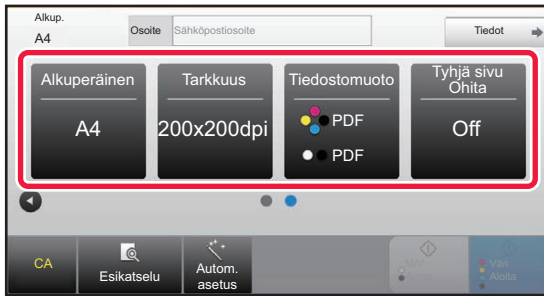 Alkup.
A4
Osoite
Sähköpostiosoite
Tiedot
Alkuperäinen
A4
Tarkkuus
200x200dpi
Tiedostomuoto
PDF
PDF
Tyhjä sivu
Ohita
Off
CA
Esikatselu
Autom.
asetus
Väri
Aloita